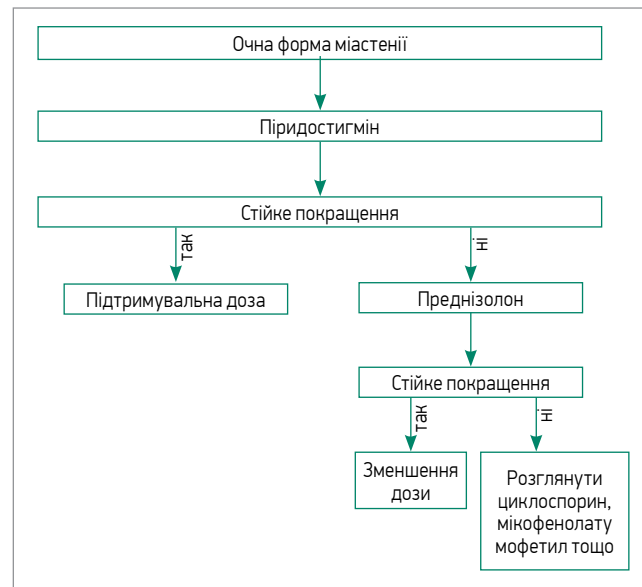 Очна форма міастенії
Піридостигмін
Стійке покращення
так
ні
Підтримувальна доза
Преднізолон
Стійке покращення
так
ні
Зменшення
дози
Розглянути
циклоспорин,
мікофенолату
мофетил тощо